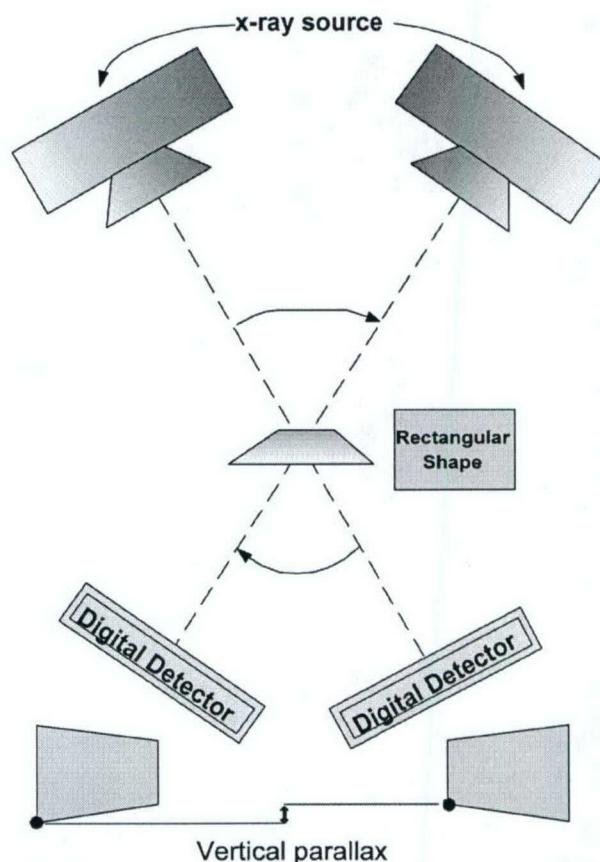 x-ray source
Rectangular
Shape
Digital Detector
Digital Detector
Vertical parallax